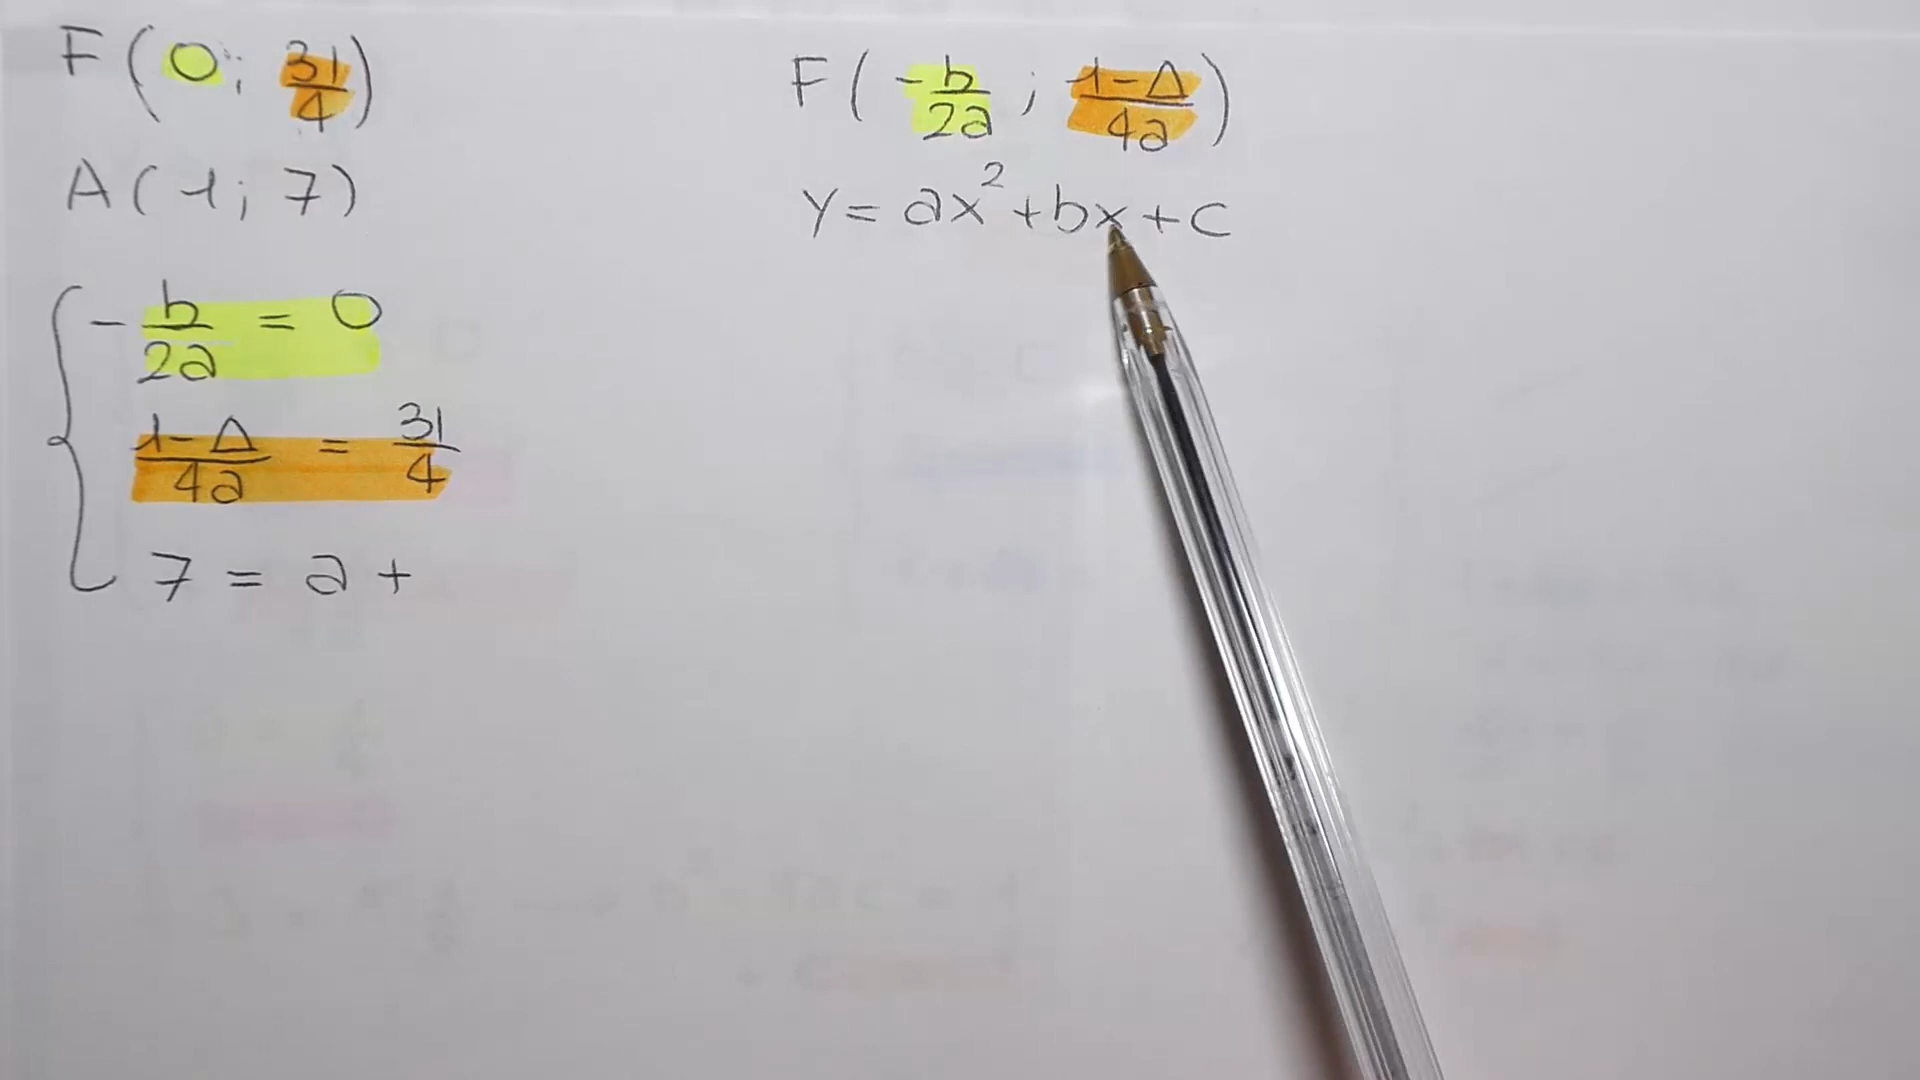 F(0; 31/4)
A(1; 7)
-b/2a = 0
1-Δ/4a = 31/4
7 = a +
F(-b/2a; 1-Δ/4a)
y = ax² + bx + c